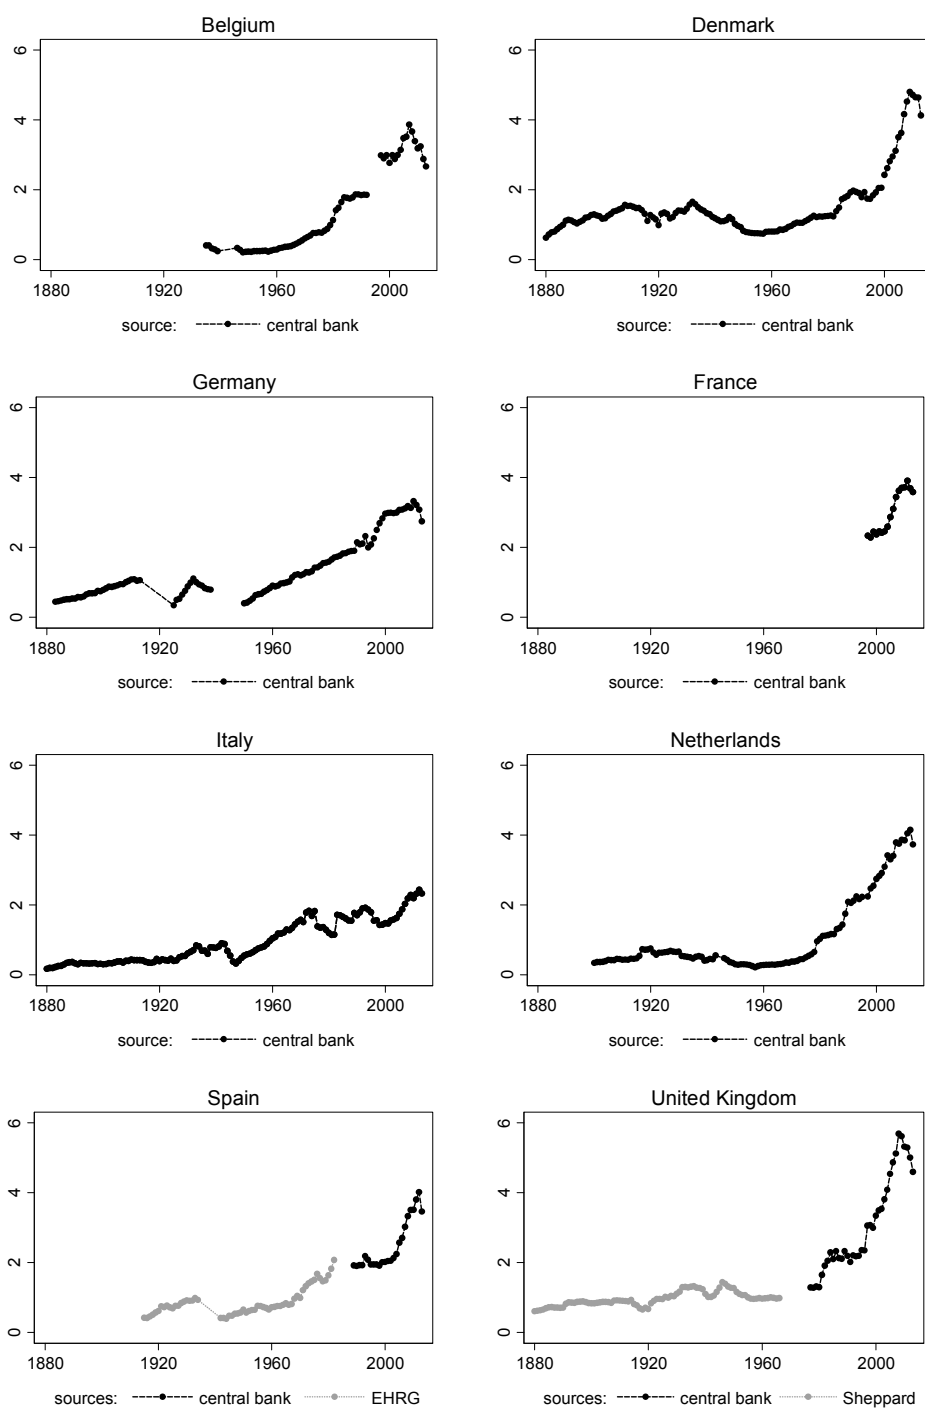 Belgium
6
4
2
0
1880 1920 1960 2000
source: central bank
Denmark
6
4
2
0
1880 1920 1960 2000
source: central bank
Germany
6
4
2
0
1880 1920 1960 2000
source: central bank
France
6
4
2
0
1880 1920 1960 2000
source: central bank
Italy
6
4
2
0
1880 1920 1960 2000
source: central bank
Netherlands
6
4
2
0
1880 1920 1960 2000
source: central bank
Spain
6
4
2
0
1880 1920 1960 2000
sources: central bank EHRG
United Kingdom
6
4
2
0
1880 1920 1960 2000
sources: central bank Sheppard